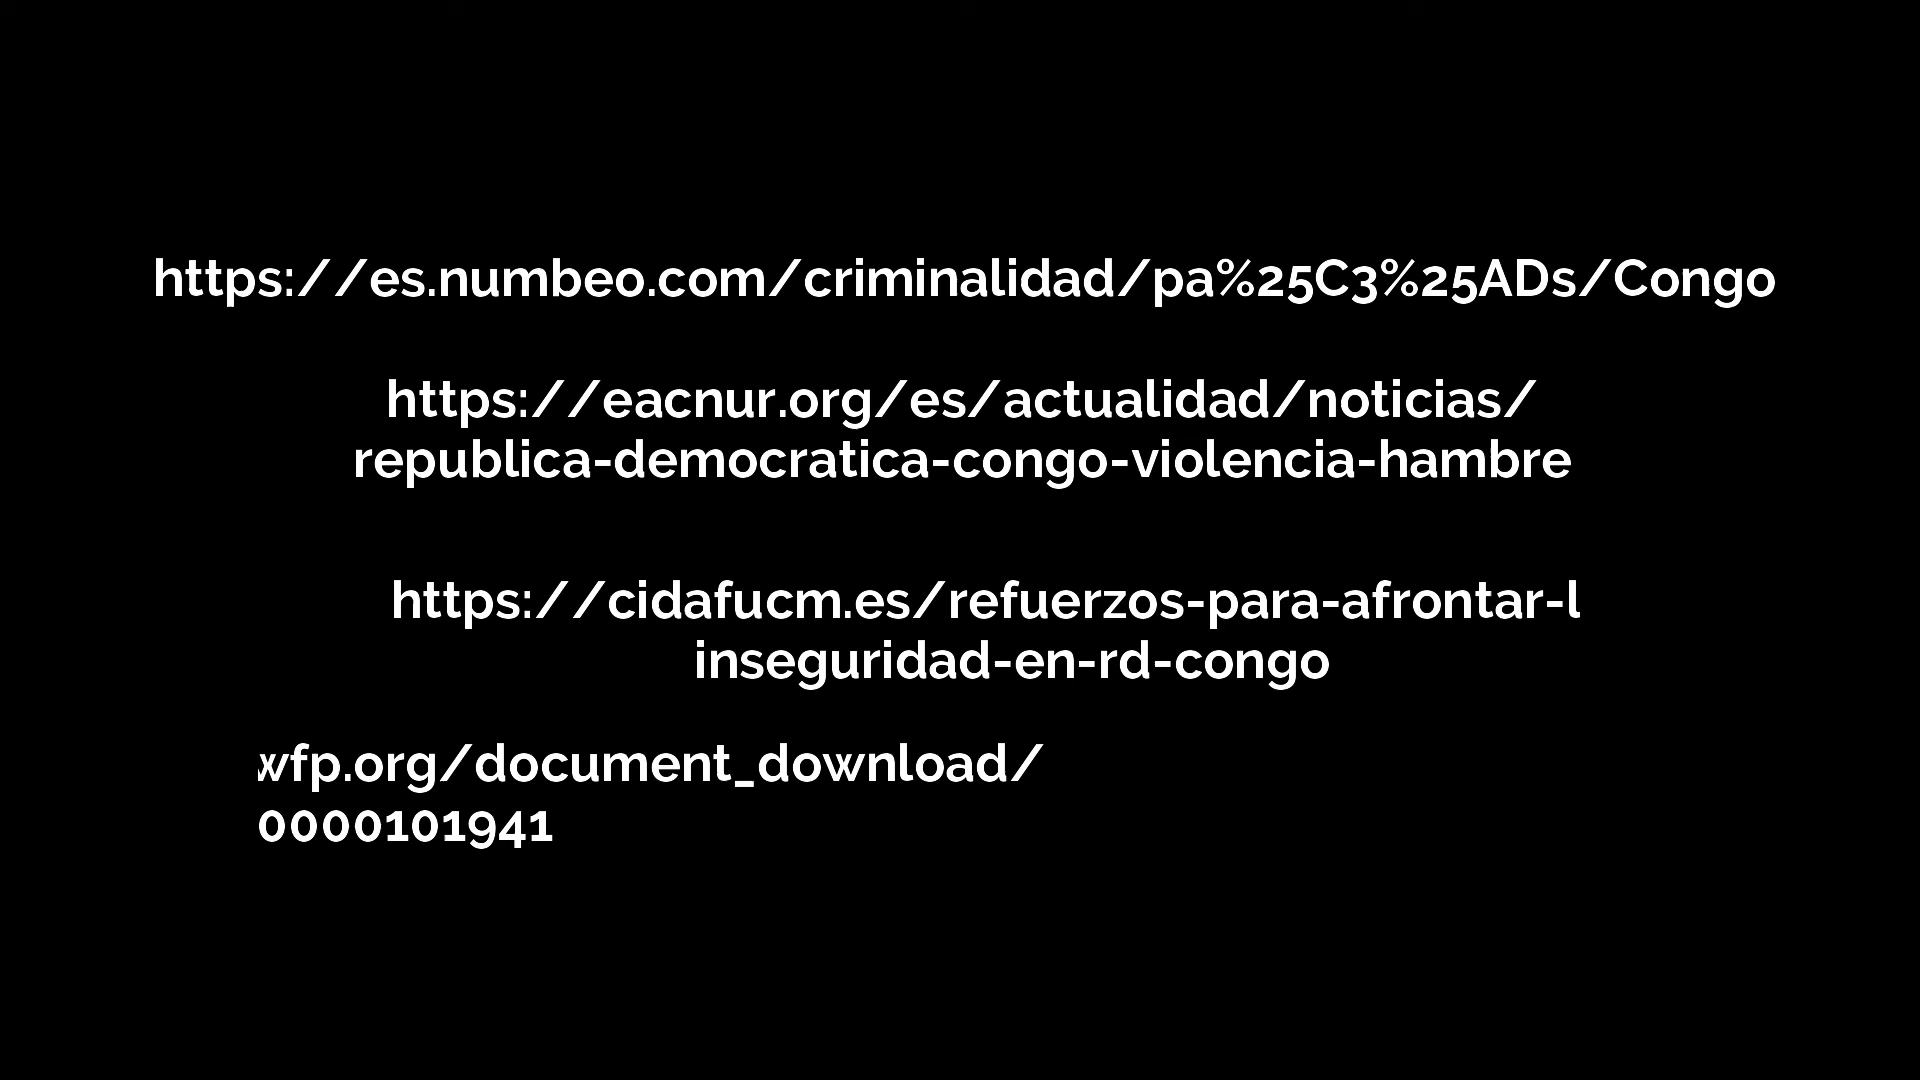 https://es.numbeo.com/criminalidad/pa%25C3%25ADs/Congo
https://eacnur.org/es/actualidad/noticias/
republica-democratica-congo-violencia-hambre
https://cidafucm.es/refuerzos-para-afrontar-l
inseguridad-en-rd-congo
wfp.org/document_download/
0000101941